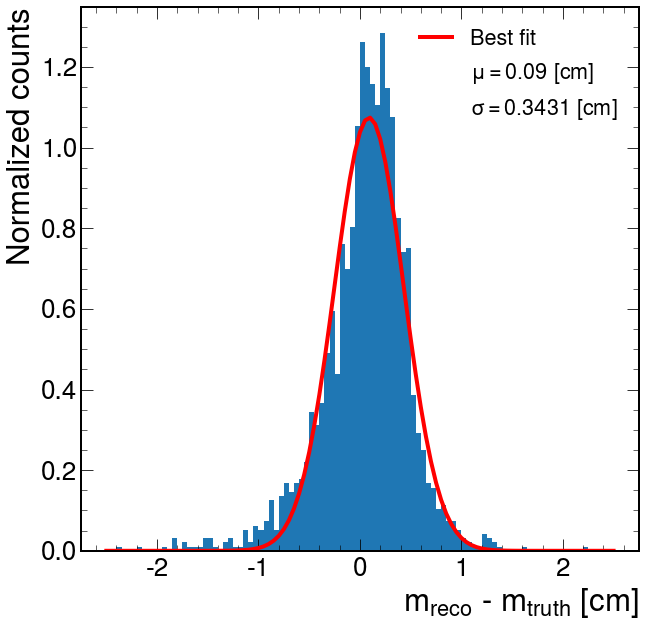 Normalized counts
1.2
1.0
0.8
0.6
0.4
0.2
0.0
Best fit
μ = 0.09 [cm]
σ = 0.3431 [cm]
-2 -1 0 1 2
m_reco - m_truth [cm]